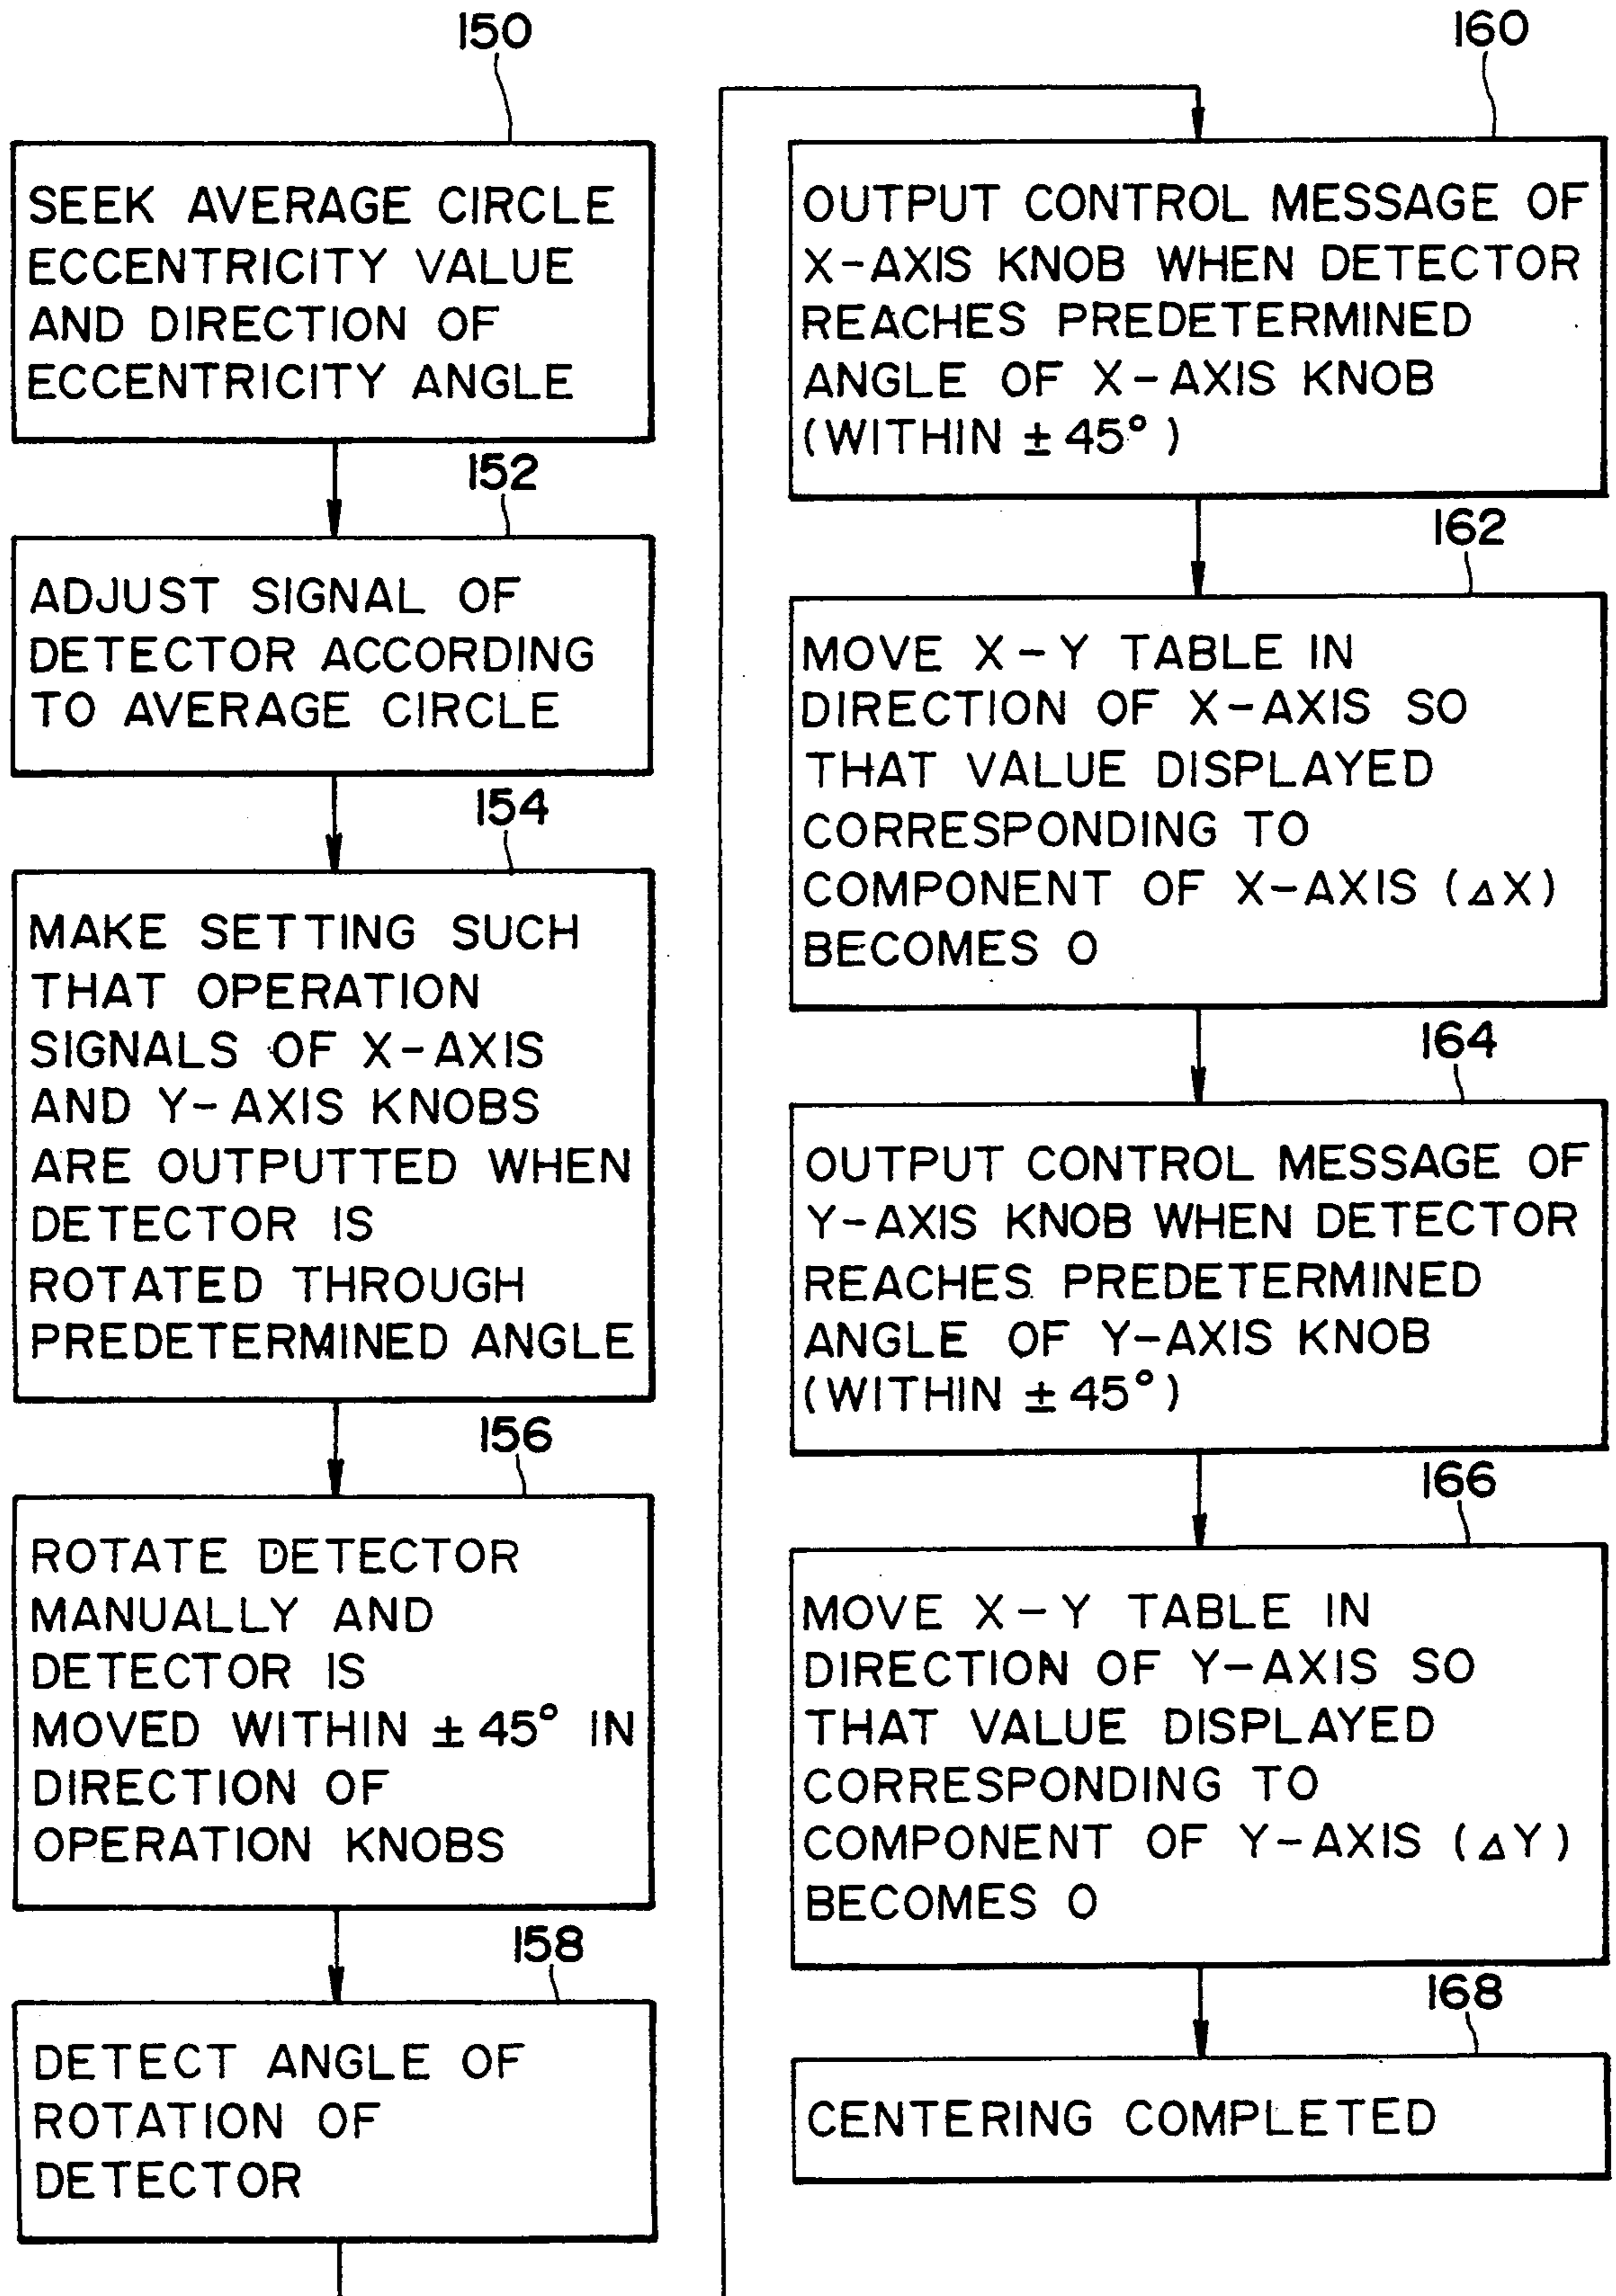 150
SEEK AVERAGE CIRCLE
ECCENTRICITY VALUE
AND DIRECTION OF
ECCENTRICITY ANGLE
152
ADJUST SIGNAL OF
DETECTOR ACCORDING
TO AVERAGE CIRCLE
154
MAKE SETTING SUCH
THAT OPERATION
SIGNALS OF X-AXIS
AND Y-AXIS KNOBS
ARE OUTPUTTED WHEN
DETECTOR IS
ROTATED THROUGH
PREDETERMINED ANGLE
156
ROTATE DETECTOR
MANUALLY AND
DETECTOR IS
MOVED WITHIN ± 45° IN
DIRECTION OF
OPERATION KNOBS
158
DETECT ANGLE OF
ROTATION OF
DETECTOR
160
OUTPUT CONTROL MESSAGE OF
X-AXIS KNOB WHEN DETECTOR
REACHES PREDETERMINED
ANGLE OF X-AXIS KNOB
(WITHIN ± 45°)
162
MOVE X-Y TABLE IN
DIRECTION OF X-AXIS SO
THAT VALUE DISPLAYED
CORRESPONDING TO
COMPONENT OF X-AXIS (ΔX)
BECOMES 0
164
OUTPUT CONTROL MESSAGE OF
Y-AXIS KNOB WHEN DETECTOR
REACHES PREDETERMINED
ANGLE OF Y-AXIS KNOB
(WITHIN ± 45°)
166
MOVE X-Y TABLE IN
DIRECTION OF Y-AXIS SO
THAT VALUE DISPLAYED
CORRESPONDING TO
COMPONENT OF Y-AXIS (ΔY)
BECOMES 0
168
CENTERING COMPLETED